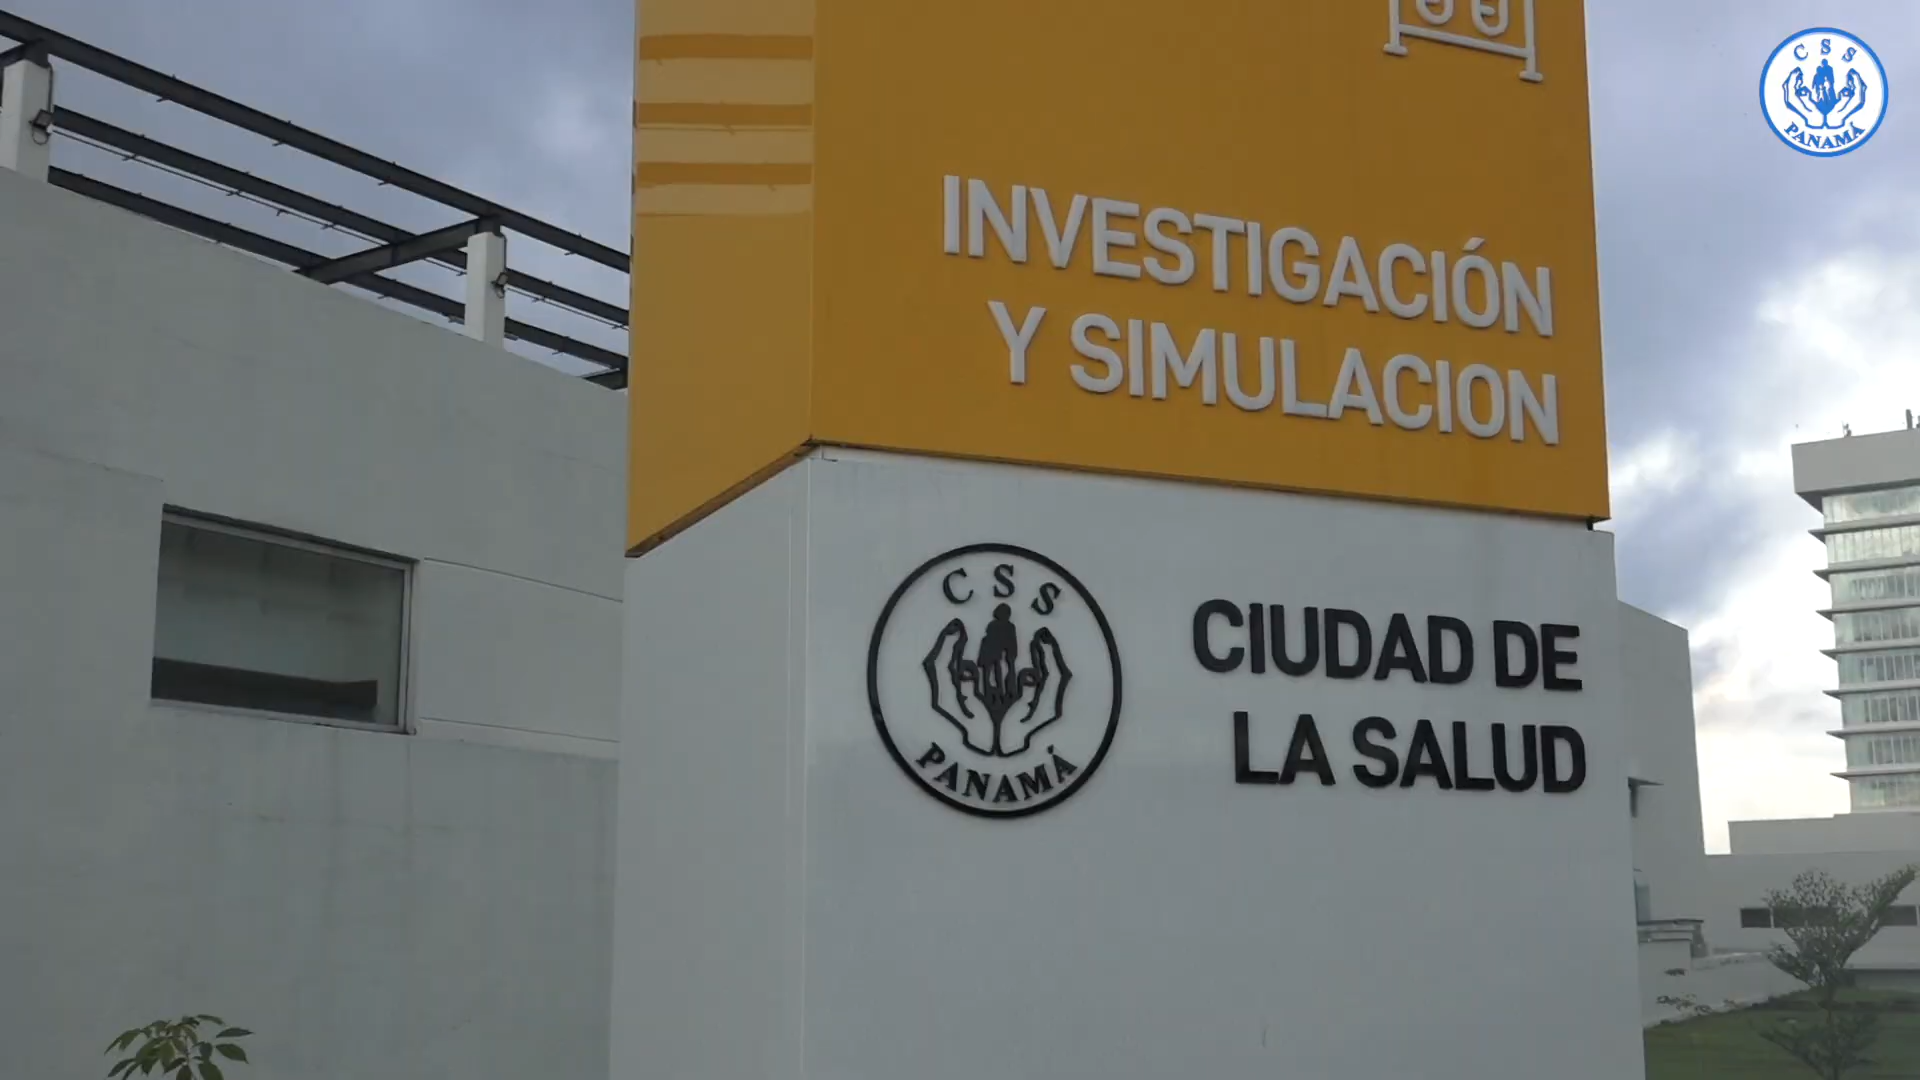 CSS
PANAMÁ
INVESTIGACIÓN
Y SIMULACION
CSS
PANAMÁ
CIUDAD DE
LA SALUD